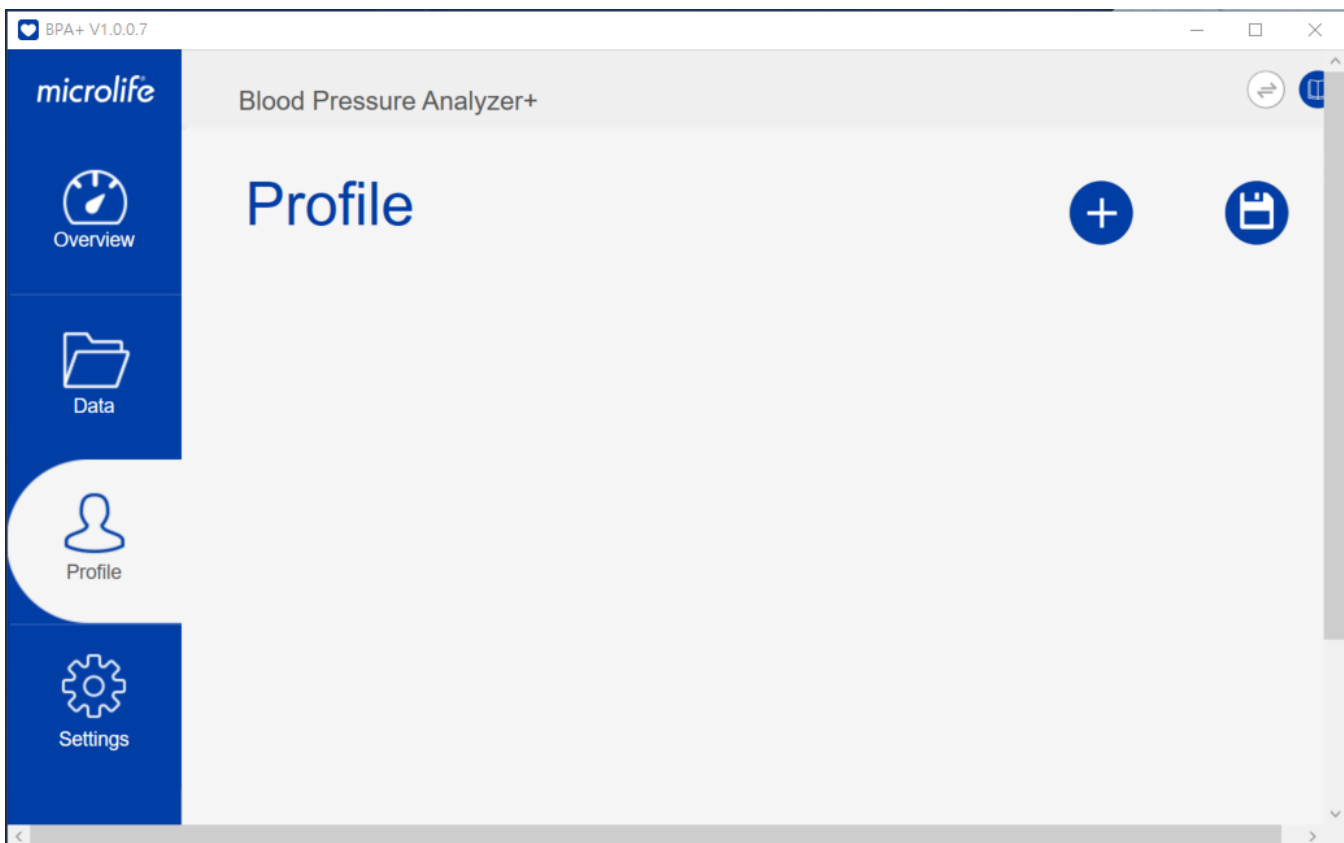 BPA+ V1.0.0.7
microlife
Blood Pressure Analyzer+
Profile
Overview
Data
Profile
Settings